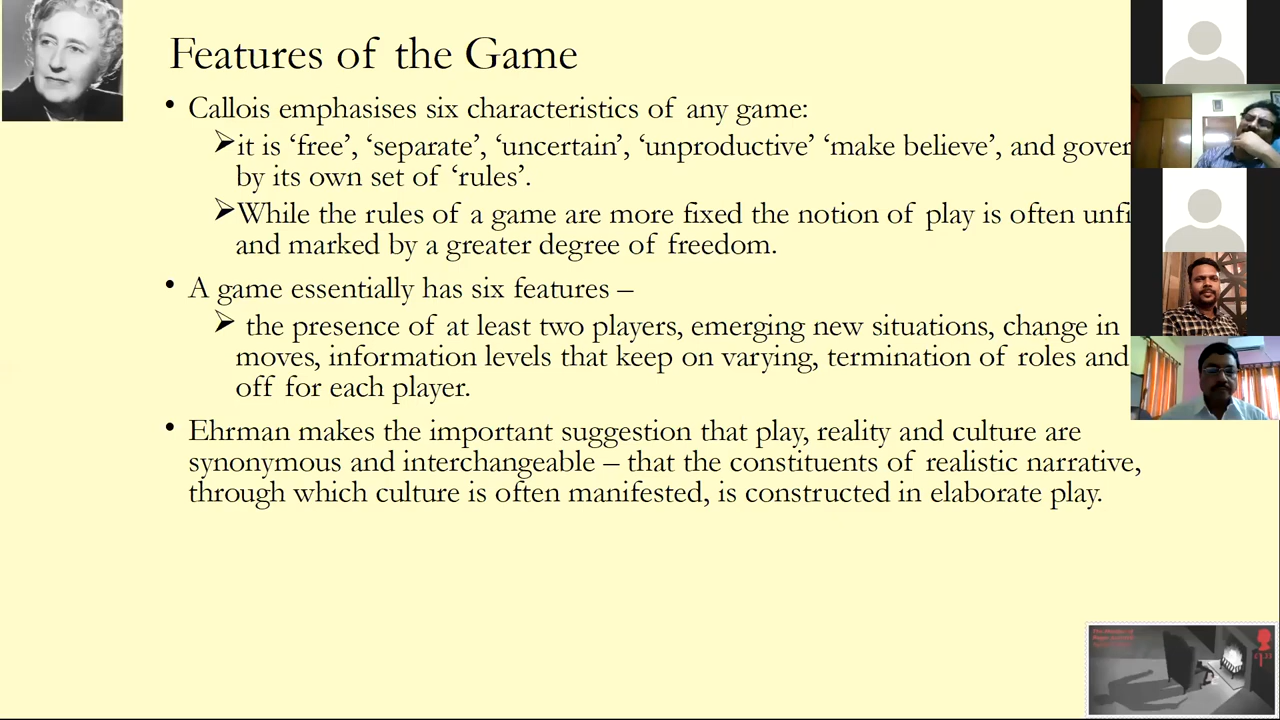 Features of the Game
• Callois emphasises six characteristics of any game:
➢it is ‘free’, ‘separate’, ‘uncertain’, ‘unproductive’ ‘make believe’, and gover
by its own set of ‘rules’.
➢While the rules of a game are more fixed the notion of play is often unfi
and marked by a greater degree of freedom.
• A game essentially has six features –
➢ the presence of at least two players, emerging new situations, change in
moves, information levels that keep on varying, termination of roles and
off for each player.
• Ehrman makes the important suggestion that play, reality and culture are
synonymous and interchangeable – that the constituents of realistic narrative,
through which culture is often manifested, is constructed in elaborate play.
The Murder of